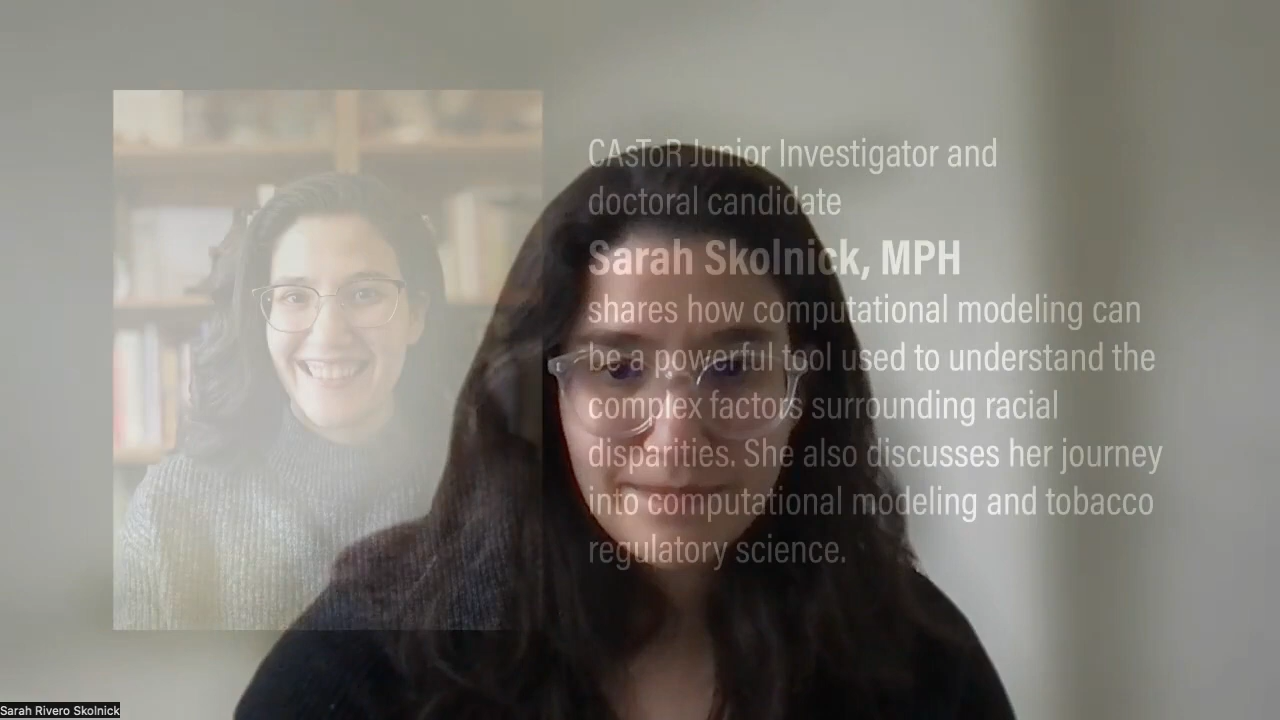 CAsToR Junior Investigator and
doctoral candidate
Sarah Skolnick, MPH
shares how computational modeling can
be a powerful tool used to understand the
complex factors surrounding racial
disparities. She also discusses her journey
into computational modeling and tobacco
regulatory science.
Sarah Rivero Skolnick